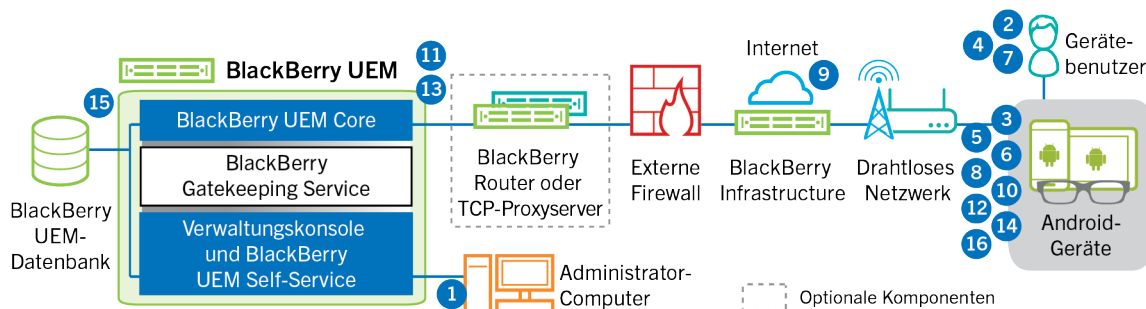 BlackBerry UEM
11
13
15
BlackBerry UEM Core
BlackBerry
Gatekeeping Service
Verwaltungskonsole
und BlackBerry
UEM Self-Service
BlackBerry
UEM-
Datenbank
1
Administrator-
Computer
BlackBerry
Router oder
TCP-Proxyserver
Externe
Firewall
Internet
9
BlackBerry
Infrastructure
Drahtloses
Netzwerk
2
4
7
Geräte-
benutzer
3
5
6
8
10
12
14
16
Android-
Geräte
Optionale Komponenten